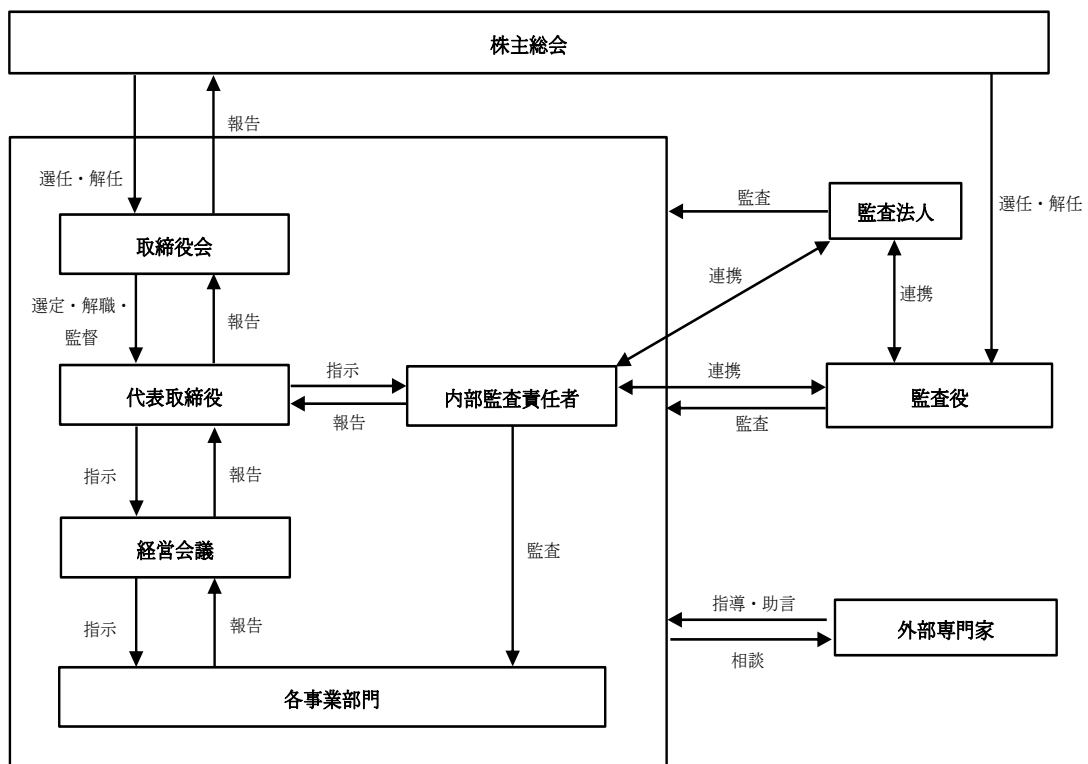 株主総会
報告
選任・解任
監査
監査法人
選任・解任
取締役会
連携
連携
選定・解職・
監督
報告
代表取締役
指示
報告
内部監査責任者
連携
監査
監査役
指示
報告
経営会議
監査
指示
報告
指導・助言
相談
外部専門家
各事業部門